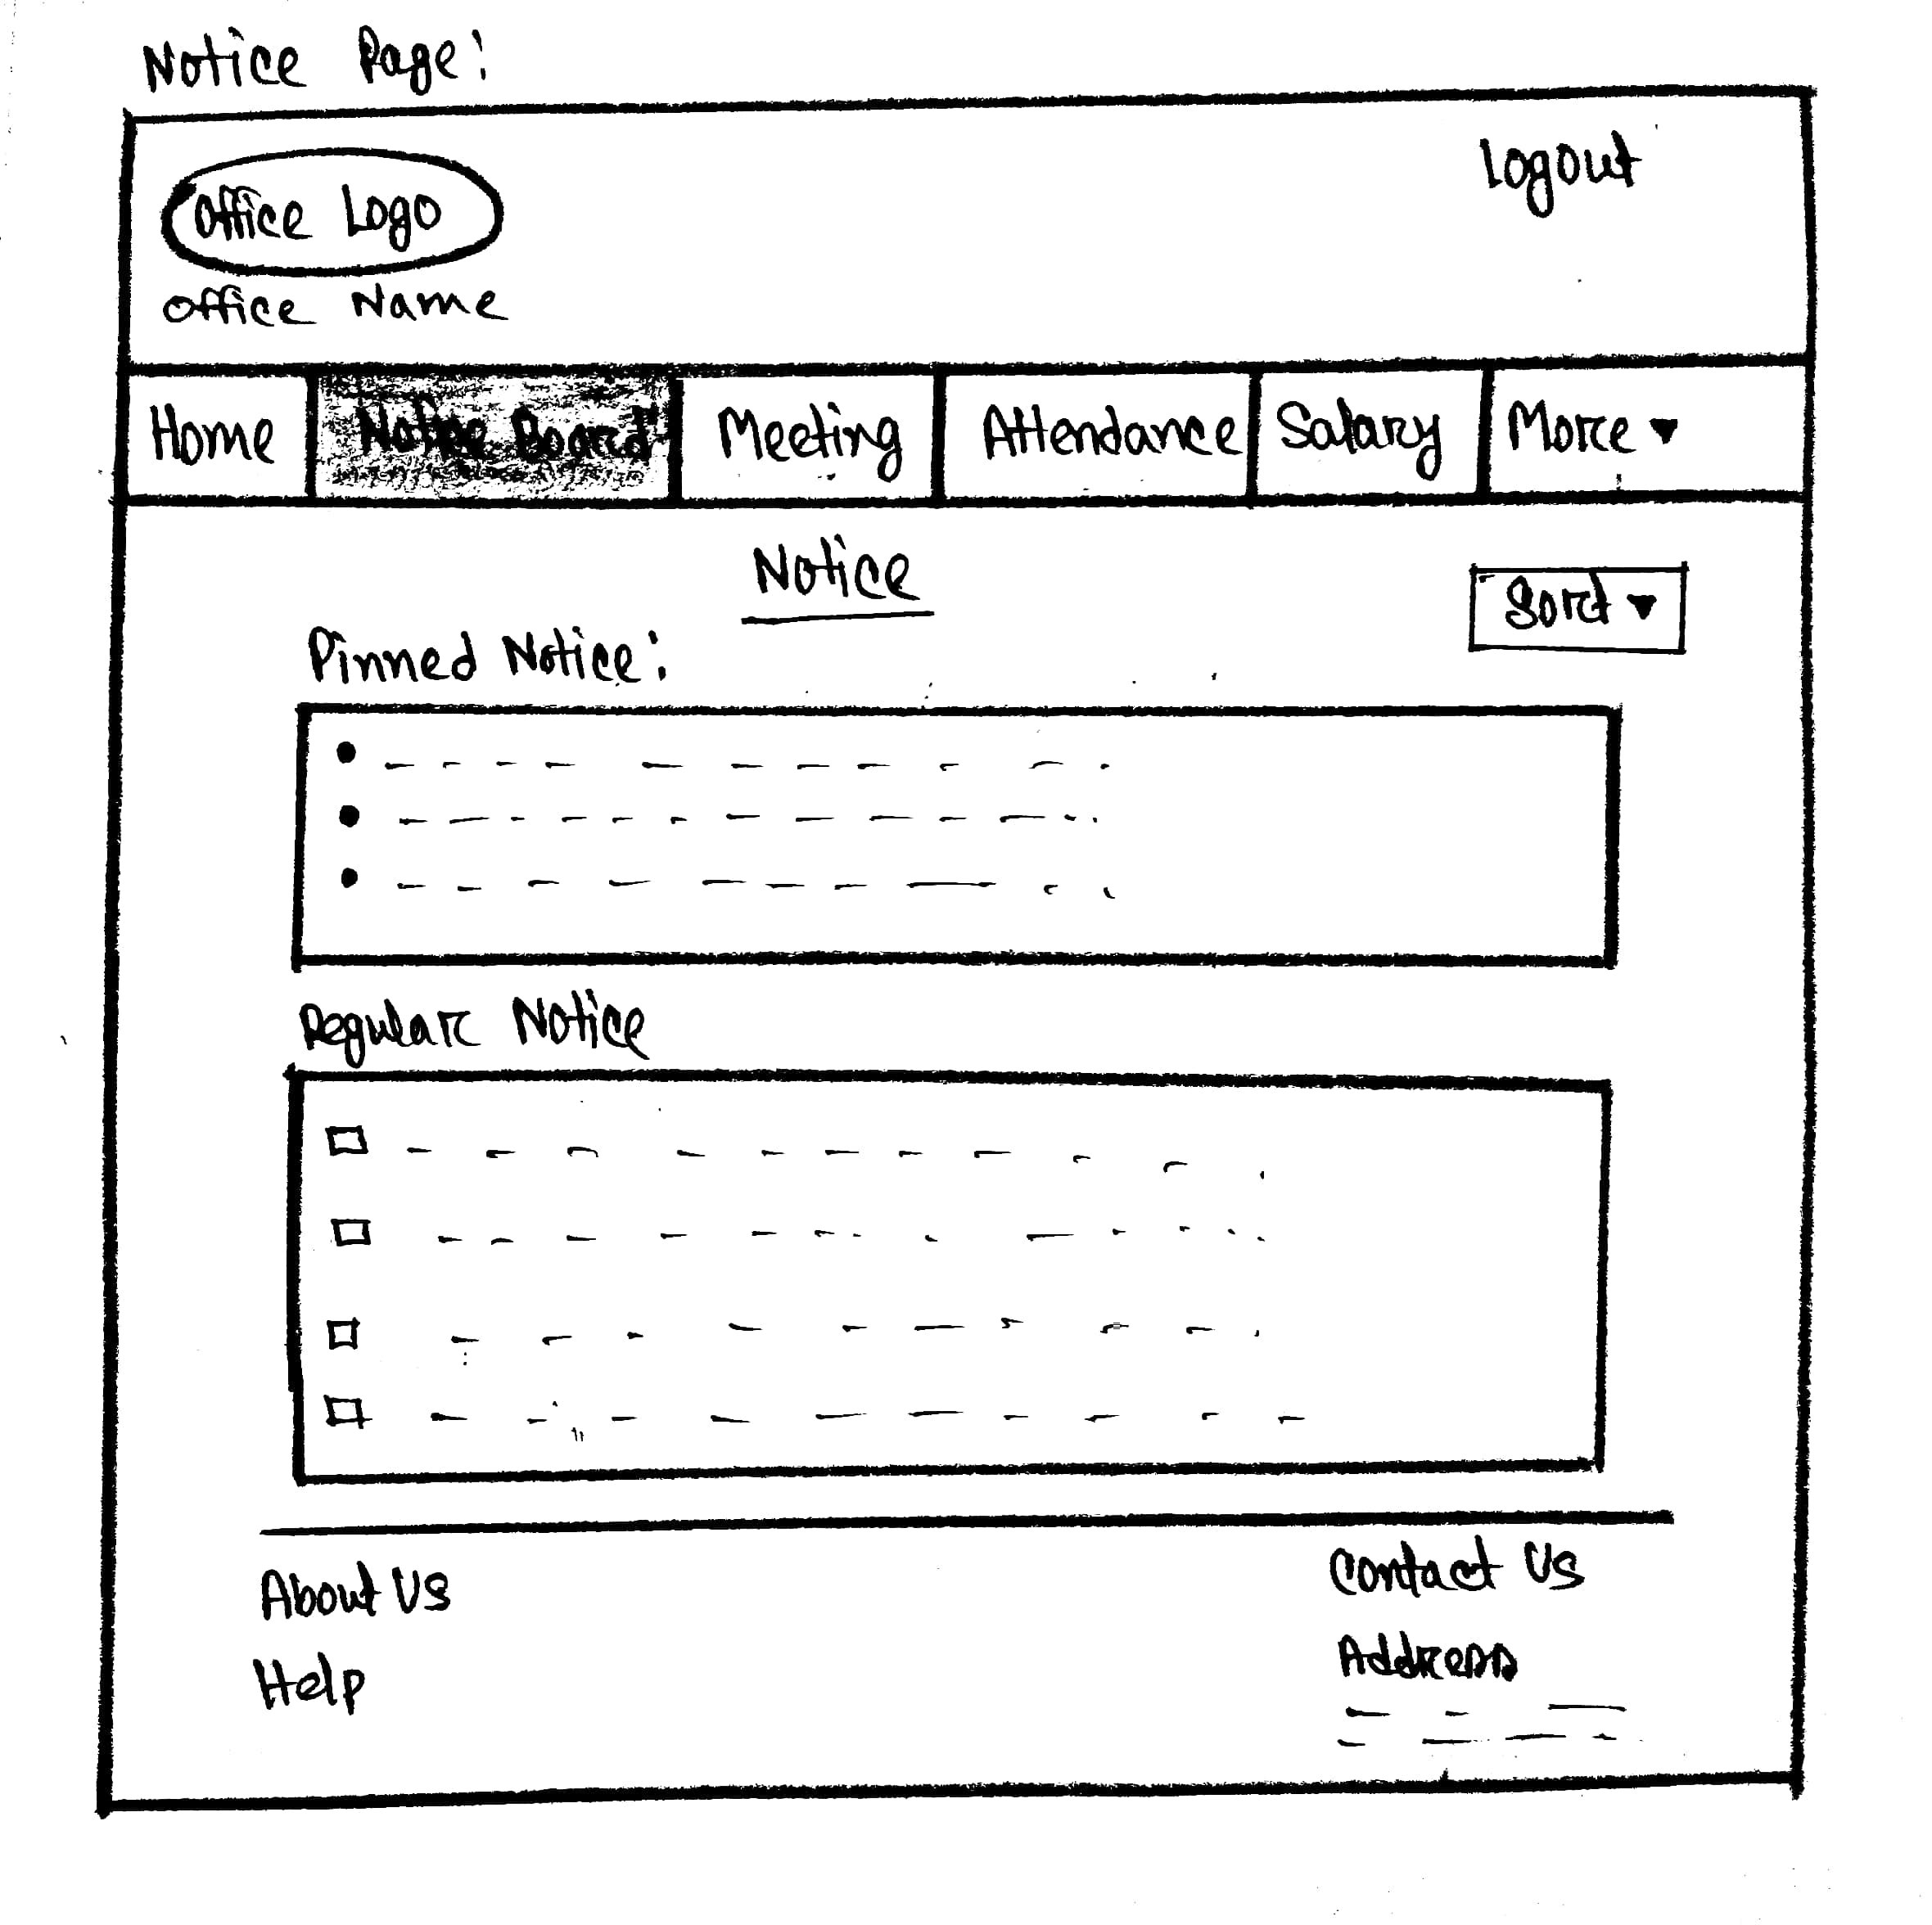 Notice Page:
Logout
Office Logo
Office Name
Home Notice Board Meeting Attendance Salary More ▾
Notice
Sort ▾
Pinned Notice:
Regular Notice
About Us
Contact Us
Help
Address